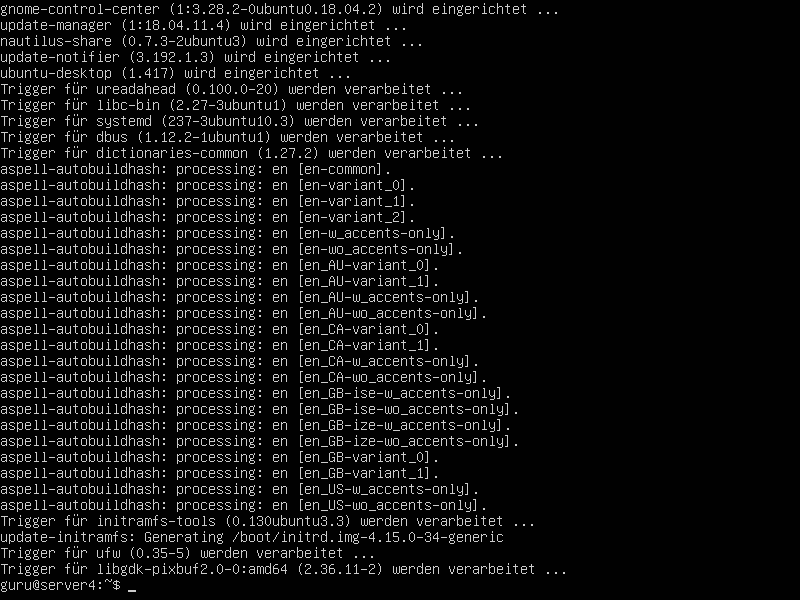 gnome-control-center (1:3.28.2-0ubuntu0.18.04.2) wird eingerichtet ...
update-manager (1:18.04.11.4) wird eingerichtet ...
nautilus-share (0.7.3-2ubuntu3) wird eingerichtet ...
update-notifier (3.192.1.3) wird eingerichtet ...
ubuntu-desktop (1.417) wird eingerichtet ...
Trigger für ureadahead (0.100.0-20) werden verarbeitet ...
Trigger für libc-bin (2.27-3ubuntu1) werden verarbeitet ...
Trigger für systemd (237-3ubuntu10.3) werden verarbeitet ...
Trigger für dbus (1.12.2-1ubuntu1) werden verarbeitet ...
Trigger für dictionaries-common (1.27.2) werden verarbeitet ...
aspell-autobuildhash: processing: en [en-common].
aspell-autobuildhash: processing: en [en-variant_0].
aspell-autobuildhash: processing: en [en-variant_1].
aspell-autobuildhash: processing: en [en-variant_2].
aspell-autobuildhash: processing: en [en-w_accents-only].
aspell-autobuildhash: processing: en [en-wo_accents-only].
aspell-autobuildhash: processing: en [en_AU-variant_0].
aspell-autobuildhash: processing: en [en_AU-variant_1].
aspell-autobuildhash: processing: en [en_AU-w_accents-only].
aspell-autobuildhash: processing: en [en_AU-wo_accents-only].
aspell-autobuildhash: processing: en [en_CA-variant_0].
aspell-autobuildhash: processing: en [en_CA-variant_1].
aspell-autobuildhash: processing: en [en_CA-w_accents-only].
aspell-autobuildhash: processing: en [en_CA-wo_accents-only].
aspell-autobuildhash: processing: en [en_GB-ise-w_accents-only].
aspell-autobuildhash: processing: en [en_GB-ise-wo_accents-only].
aspell-autobuildhash: processing: en [en_GB-ize-w_accents-only].
aspell-autobuildhash: processing: en [en_GB-ize-wo_accents-only].
aspell-autobuildhash: processing: en [en_GB-variant_0].
aspell-autobuildhash: processing: en [en_GB-variant_1].
aspell-autobuildhash: processing: en [en_US-w_accents-only].
aspell-autobuildhash: processing: en [en_US-wo_accents-only].
Trigger für initramfs-tools (0.130ubuntu3.3) werden verarbeitet ...
update-initramfs: Generating /boot/initrd.img-4.15.0-34-generic
Trigger für ufw (0.35-5) werden verarbeitet ...
Trigger für libgdk-pixbuf2.0-0:amd64 (2.36.11-2) werden verarbeitet ...
guru@server4:~$ _